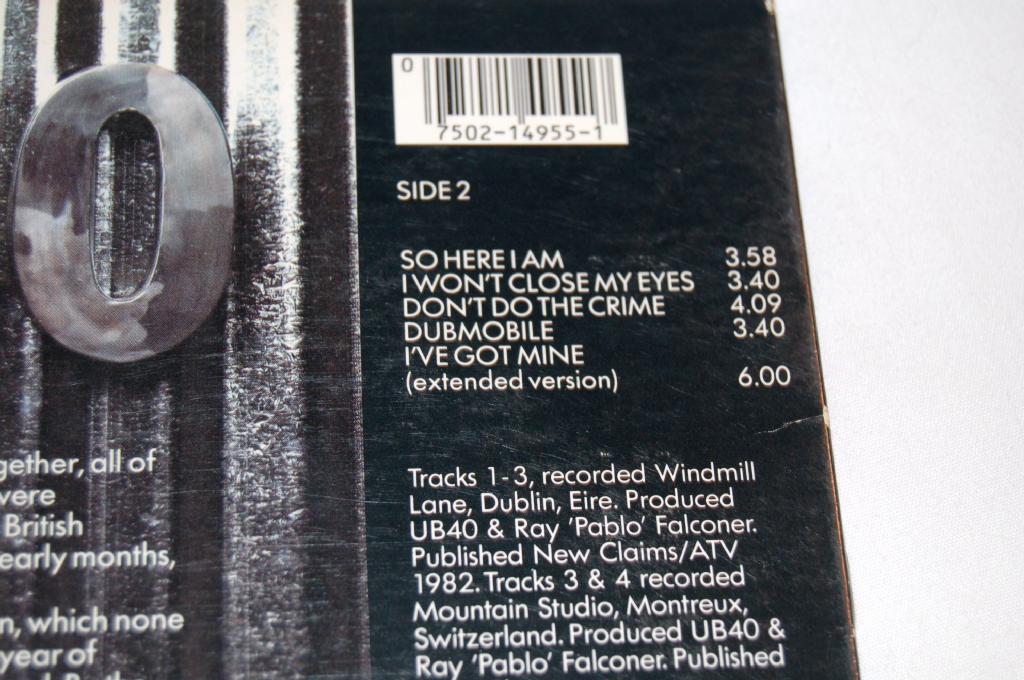 0
0
7502-14955-1
SIDE 2
SO HERE I AM 3.58
I WON'T CLOSE MY EYES 3.40
DON'T DO THE CRIME 4.09
DUBMOBILE 3.40
I'VE GOT MINE
(extended version) 6.00
gether, all of
were
British
early months,
n, which none
year of
Tracks 1-3, recorded Windmill
Lane, Dublin, Eire. Produced
UB40 & Ray 'Pablo' Falconer.
Published New Claims/ATV
1982. Tracks 3 & 4 recorded
Mountain Studio, Montreux,
Switzerland. Produced UB40 &
Ray 'Pablo' Falconer. Published